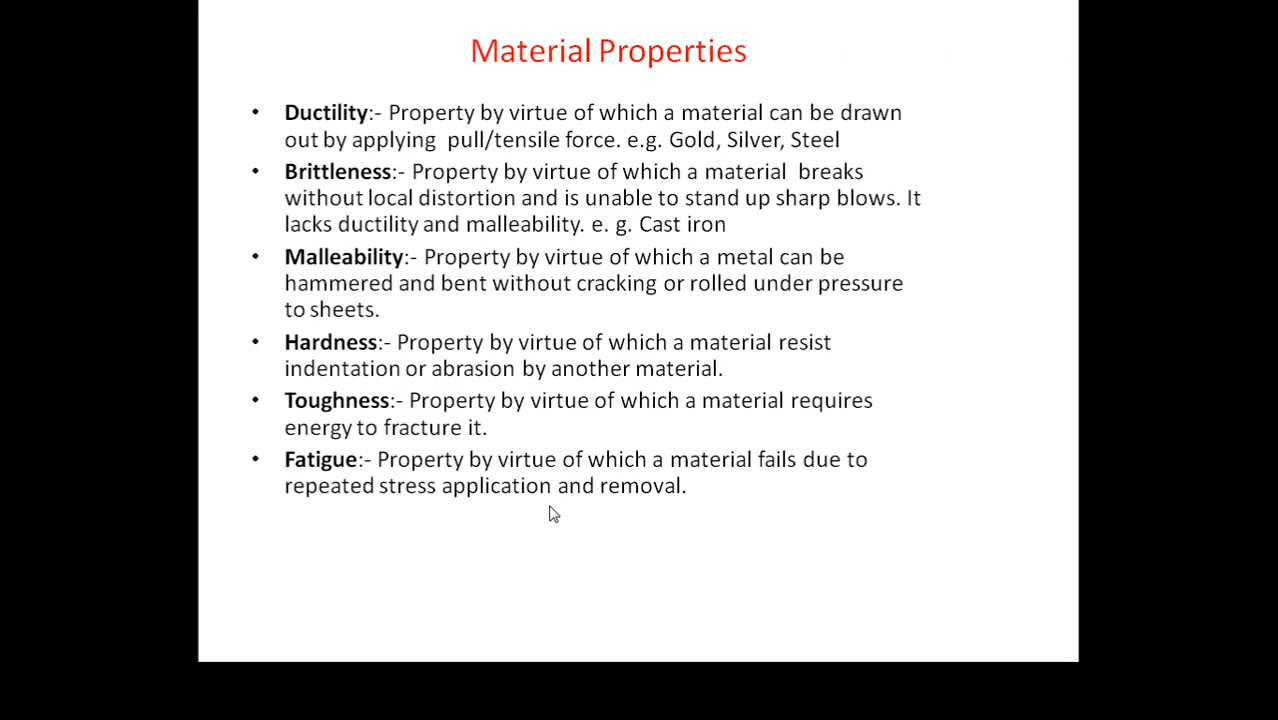 Material Properties
• Ductility:- Property by virtue of which a material can be drawn
out by applying pull/tensile force. e.g. Gold, Silver, Steel
• Brittleness:- Property by virtue of which a material breaks
without local distortion and is unable to stand up sharp blows. It
lacks ductility and malleability. e. g. Cast iron
• Malleability:- Property by virtue of which a metal can be
hammered and bent without cracking or rolled under pressure
to sheets.
• Hardness:- Property by virtue of which a material resist
indentation or abrasion by another material.
• Toughness:- Property by virtue of which a material requires
energy to fracture it.
• Fatigue:- Property by virtue of which a material fails due to
repeated stress application and removal.